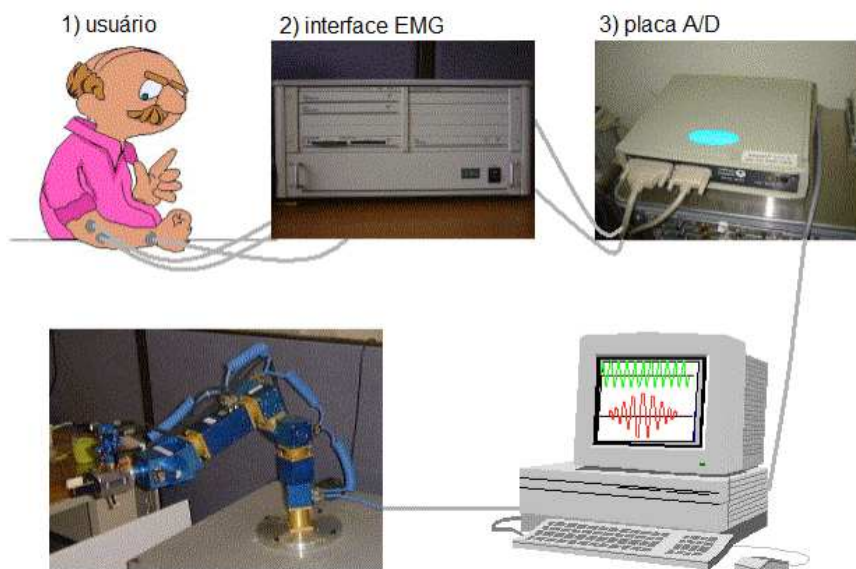 1) usuário
2) interface EMG
3) placa A/D